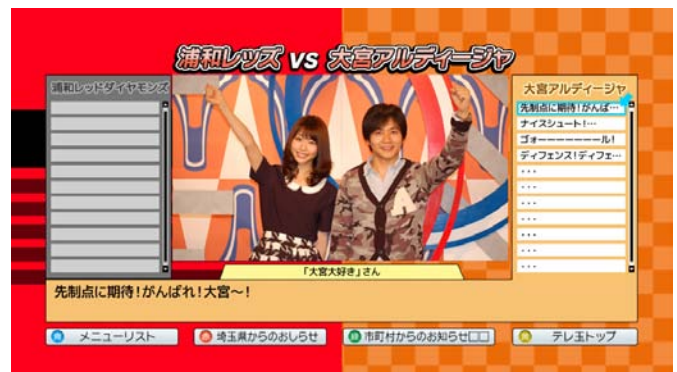 浦和レッズ vs 大宮アルディージャ
浦和レッドダイヤモンズ
大宮アルディージャ
先制点に期待!がんば…
ナイスシュート!…
ゴォーーーーーーール!
ディフェンス!ディフェ…
...
...
...
...
...
...
A
「大宮大好き」さん
先制点に期待!がんばれ!大宮~!
青 メニューリスト
赤 埼玉県からのおしらせ
緑 市町村からのお知らせ□□
黄 テレ玉トップ